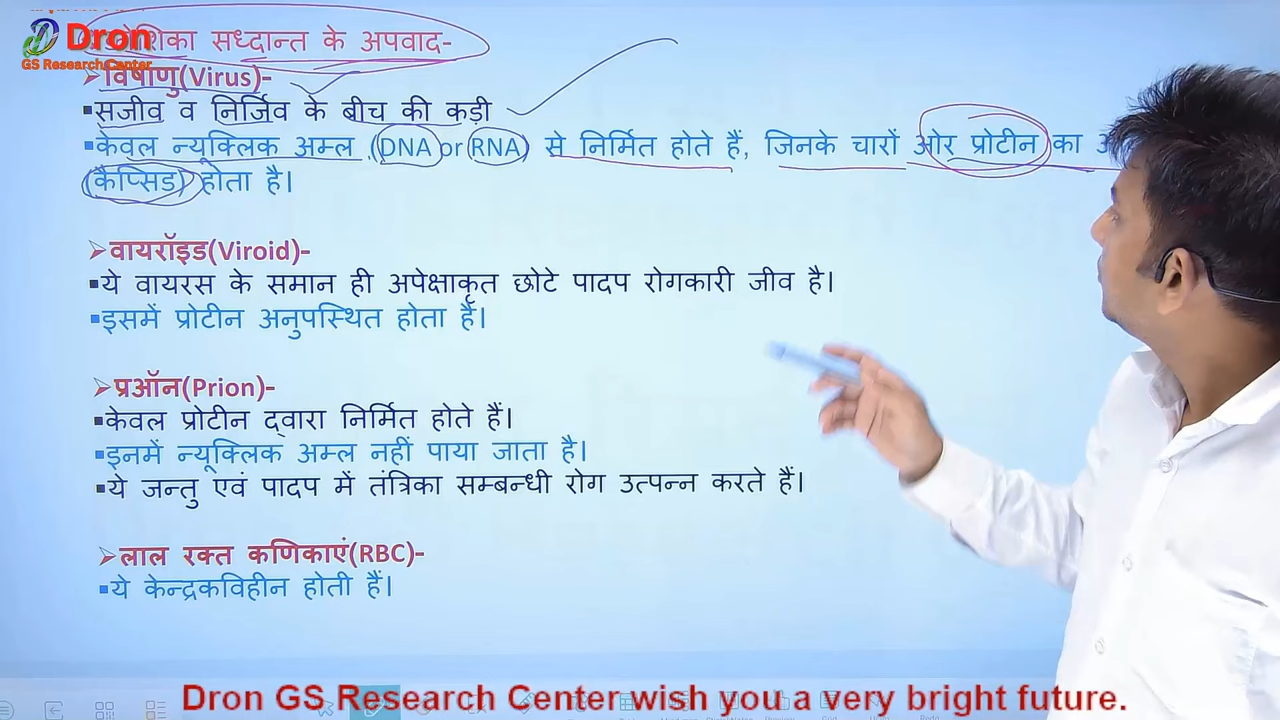 Dron
GS Research Center
कोशिका सध्दान्त के अपवाद-
➢विषाणु(Virus)-
▪सजीव व निर्जिव के बीच की कड़ी
▪केवल न्यूक्लिक अम्ल (DNA or RNA) से निर्मित होते हैं, जिनके चारों ओर प्रोटीन का
(कैप्सिड) होता है।
➢वायरॉइड(Viroid)-
▪ये वायरस के समान ही अपेक्षाकृत छोटे पादप रोगकारी जीव है।
▪इसमें प्रोटीन अनुपस्थित होता है।
➢प्रऑन(Prion)-
▪केवल प्रोटीन द्वारा निर्मित होते हैं।
▪इनमें न्यूक्लिक अम्ल नहीं पाया जाता है।
▪ये जन्तु एवं पादप में तंत्रिका सम्बन्धी रोग उत्पन्न करते हैं।
➢लाल रक्त कणिकाएं(RBC)-
▪ये केन्द्रकविहीन होती हैं।
Dron GS Research Center wish you a very bright future.